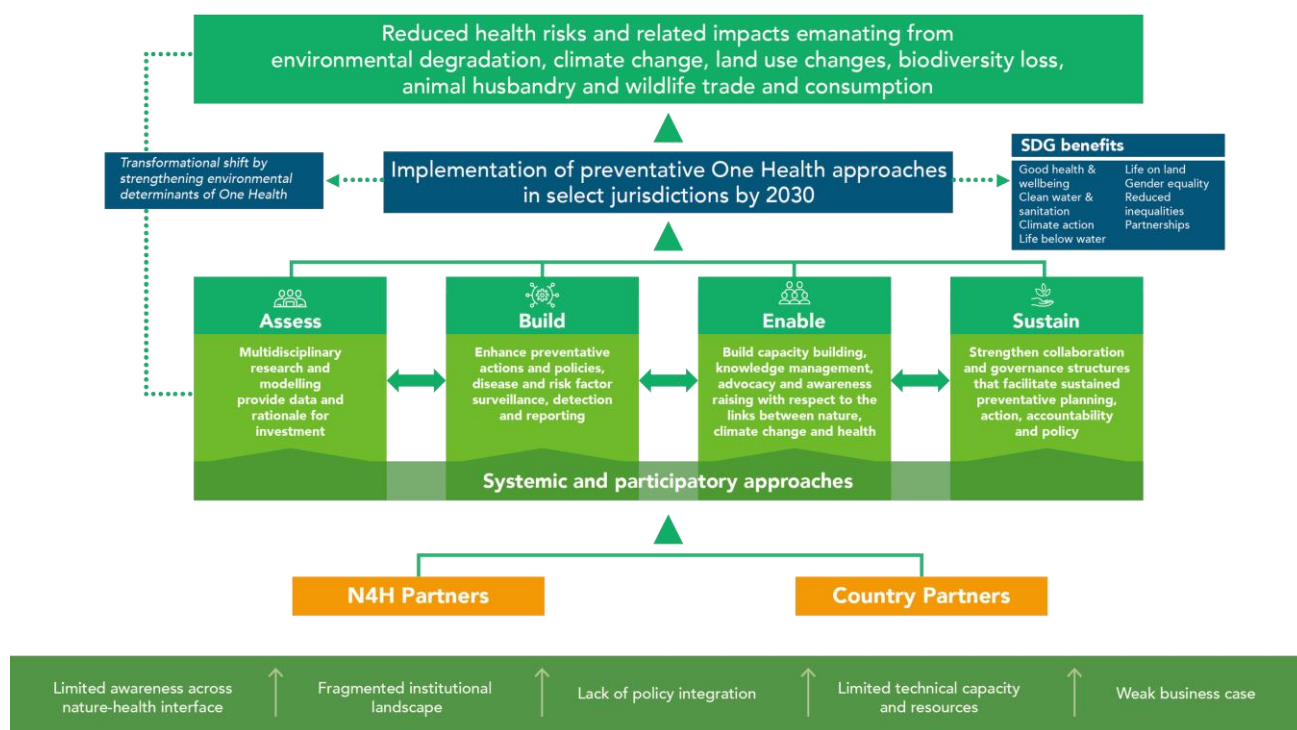 Reduced health risks and related impacts emanating from
environmental degradation, climate change, land use changes, biodiversity loss,
animal husbandry and wildlife trade and consumption
Transformational shift by
strengthening environmental
determinants of One Health
Implementation of preventative One Health approaches
in select jurisdictions by 2030
SDG benefits
Good health &
wellbeing
Clean water &
sanitation
Climate action
Life below water
Life on land
Gender equality
Reduced
inequalities
Partnerships
Assess
Multidisciplinary
research and
modelling
provide data and
rationale for
investment
Build
Enhance preventative
actions and policies,
disease and risk factor
surveillance, detection
and reporting
Enable
Build capacity building,
knowledge management,
advocacy and awareness
raising with respect to the
links between nature,
climate change and health
Sustain
Strengthen collaboration
and governance structures
that facilitate sustained
preventative planning,
action, accountability
and policy
Systemic and participatory approaches
N4H Partners
Country Partners
Limited awareness across
nature-health interface
Fragmented institutional
landscape
Lack of policy integration
Limited technical capacity
and resources
Weak business case